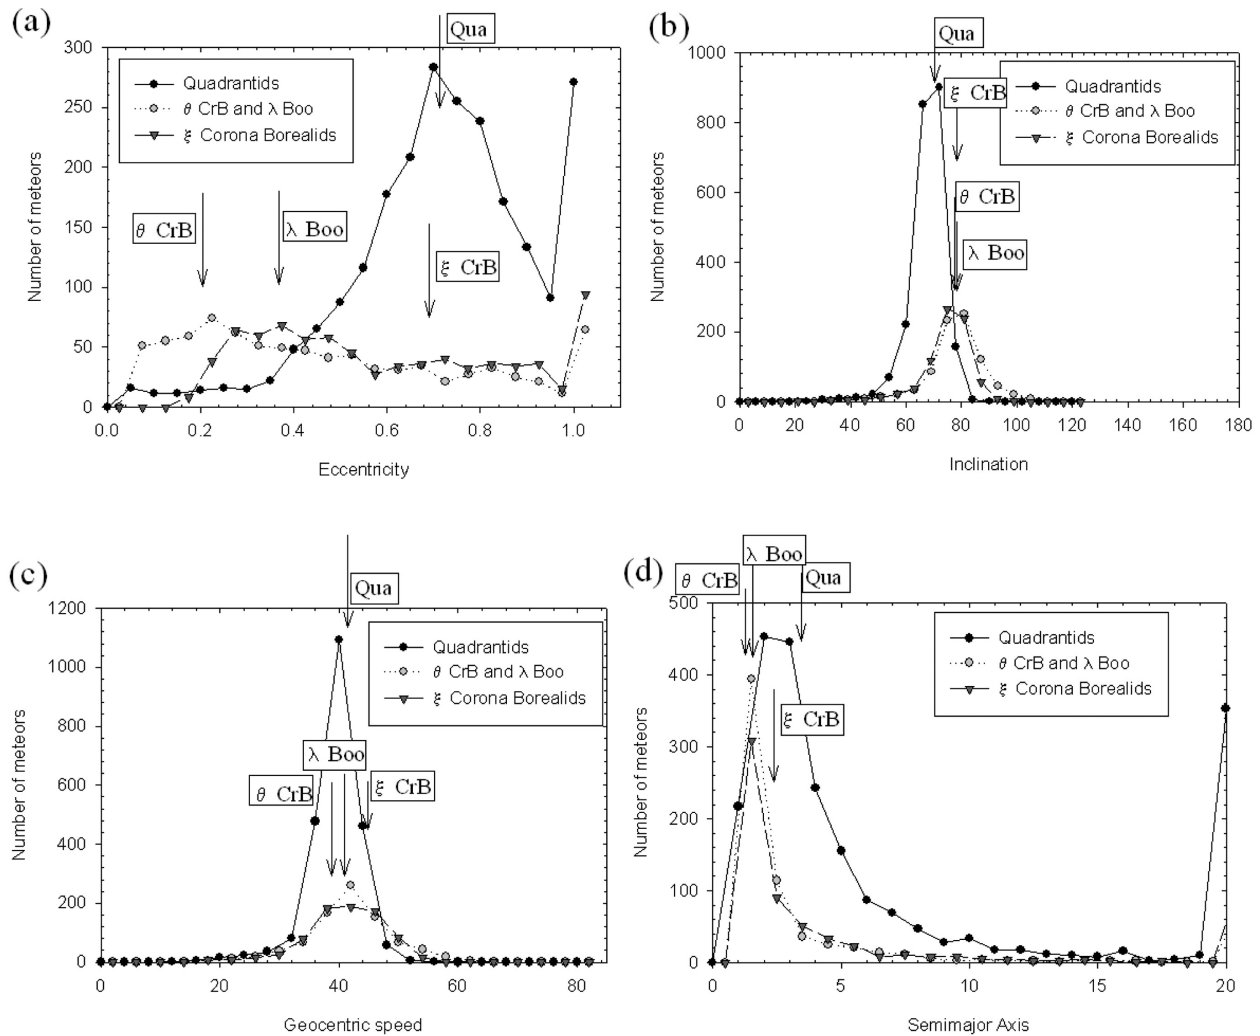 (a)
Qua
300
250
200
150
100
50
0
Number of meteors
Quadrantids
θ CrB and λ Boo
ξ Corona Borealids
θ CrB
λ Boo
ξ CrB
0.0 0.2 0.4 0.6 0.8 1.0
Eccentricity
(b)
Qua
1000
800
600
400
200
0
Number of meteors
ξ CrB
Quadrantids
θ CrB and λ Boo
ξ Corona Borealids
θ CrB
λ Boo
0 20 40 60 80 100 120 140 160 180
Inclination
(c)
Qua
1200
1000
800
600
400
200
0
Number of meteors
Quadrantids
θ CrB and λ Boo
ξ Corona Borealids
λ Boo
θ CrB
ξ CrB
0 20 40 60 80
Geocentric speed
(d)
λ Boo
θ CrB
Qua
500
400
300
200
100
0
Number of meteors
Quadrantids
θ CrB and λ Boo
ξ Corona Borealids
ξ CrB
0 5 10 15 20
Semimajor Axis